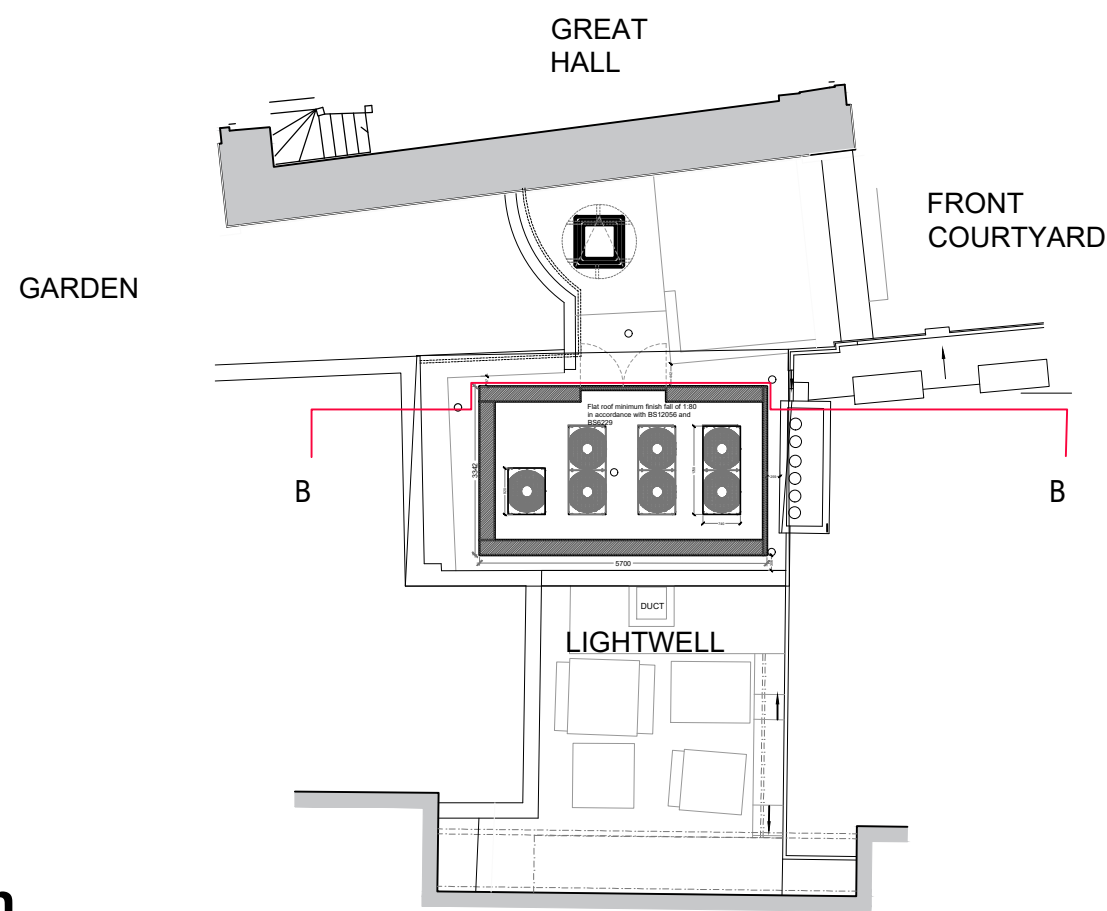 GREAT
HALL
FRONT
COURTYARD
GARDEN
Flat roof minimum finish fall of 1:80
in accordance with BS12056 and
BS6229
3342
B
B
5700
DUCT
LIGHTWELL
n